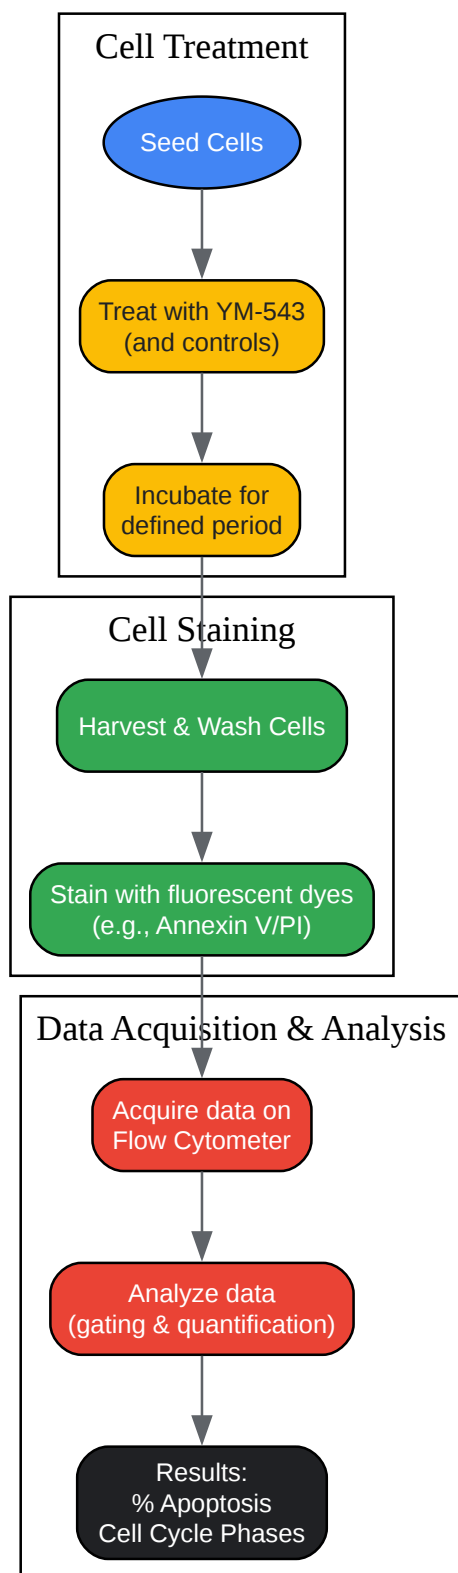 Cell Treatment
Seed Cells
Treat with YM-543
(and controls)
Incubate for
defined period
Cell Staining
Harvest & Wash Cells
Stain with fluorescent dyes
(e.g., Annexin V/PI)
Data Acquisition & Analysis
Acquire data on
Flow Cytometer
Analyze data
(gating & quantification)
Results:
% Apoptosis
Cell Cycle Phases